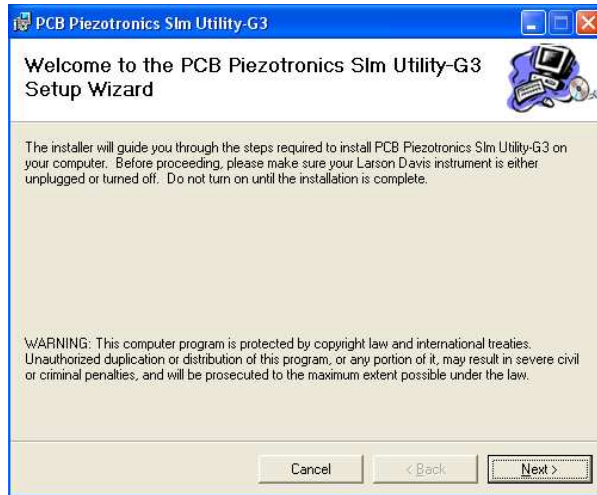 PCB Piezotronics Slm Utility-G3
Welcome to the PCB Piezotronics Slm Utility-G3
Setup Wizard
The installer will guide you through the steps required to install PCB Piezotronics Slm Utility-G3 on
your computer. Before proceeding, please make sure your Larson Davis instrument is either
unplugged or turned off. Do not turn on until the installation is complete.
WARNING: This computer program is protected by copyright law and international treaties.
Unauthorized duplication or distribution of this program, or any portion of it, may result in severe civil
or criminal penalties, and will be prosecuted to the maximum extent possible under the law.
Cancel
< Back
Next >